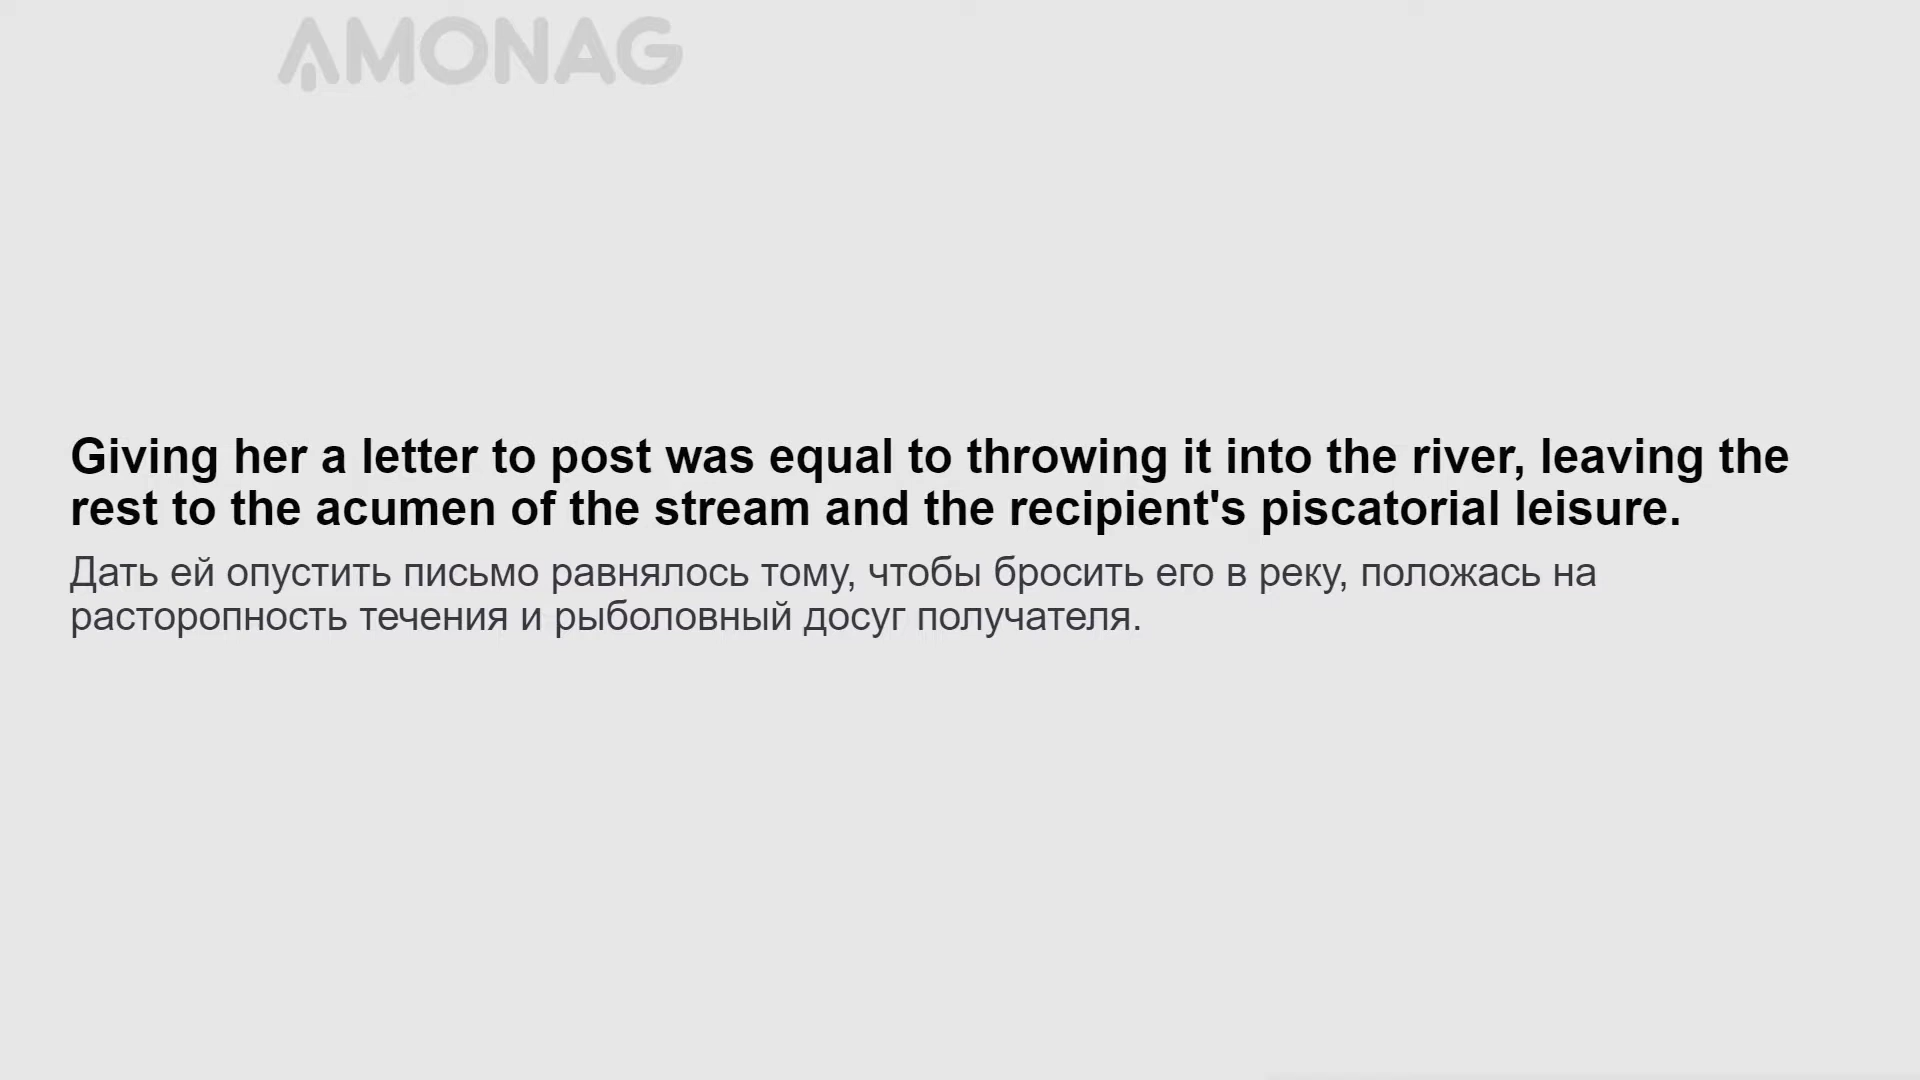 AMONAG
Giving her a letter to post was equal to throwing it into the river, leaving the
rest to the acumen of the stream and the recipient's piscatorial leisure.
Дать ей опустить письмо равнялось тому, чтобы бросить его в реку, положась на
расторопность течения и рыболовный досуг получателя.